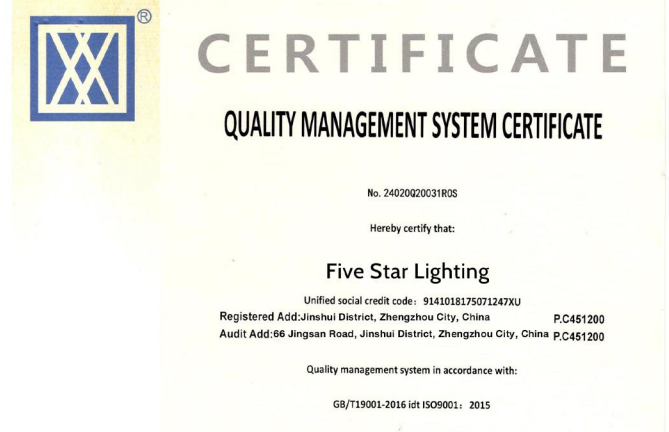 ®
CERTIFICATE
QUALITY MANAGEMENT SYSTEM CERTIFICATE
No. 24020Q20031R0S
Hereby certify that:
Five Star Lighting
Unified social credit code: 9141018175071247XU
Registered Add:Jinshui District, Zhengzhou City, China P.C451200
Audit Add:66 Jingsan Road, Jinshui District, Zhengzhou City, China P.C451200
Quality management system in accordance with:
GB/T19001-2016 idt ISO9001: 2015